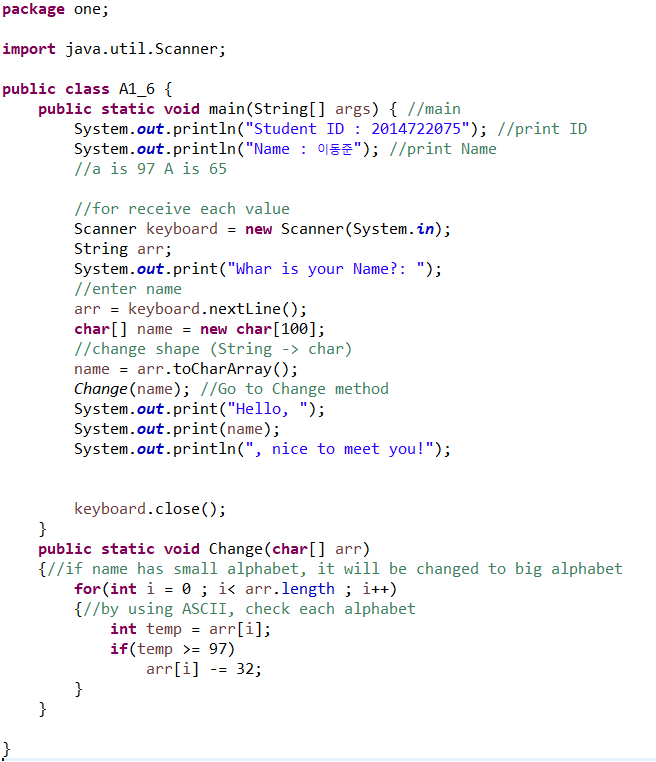 package one;
import java.util.Scanner;
public class A1_6 {
public static void main(String[] args) { //main
System.out.println("Student ID : 2014722075"); //print ID
System.out.println("Name : 이동준"); //print Name
//a is 97 A is 65
//for receive each value
Scanner keyboard = new Scanner(System.in);
String arr;
System.out.print("Whar is your Name?: ");
//enter name
arr = keyboard.nextLine();
char[] name = new char[100];
//change shape (String -> char)
name = arr.toCharArray();
Change(name); //Go to Change method
System.out.print("Hello, ");
System.out.print(name);
System.out.println(", nice to meet you!");
keyboard.close();
}
public static void Change(char[] arr)
{//if name has small alphabet, it will be changed to big alphabet
for(int i = 0 ; i< arr.length ; i++)
{//by using ASCII, check each alphabet
int temp = arr[i];
if(temp >= 97)
arr[i] -= 32;
}
}
}